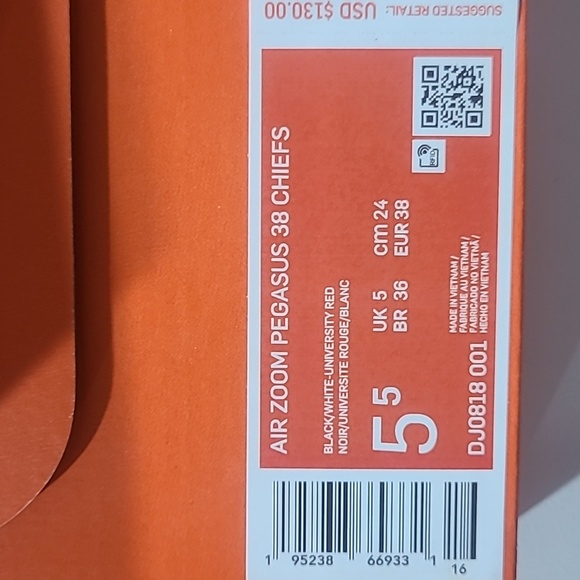 SUGGESTED RETAIL:
USD $130.00
AIR ZOOM PEGASUS 38 CHIEFS
BLACK/WHITE-UNIVERSITY RED
NOIR/UNIVERSITE ROUGE/BLANC
UK 5 cm 24
BR 36 EUR 38
5 5
MADE IN VIETNAM /
FABRIQUE AU VIETNAM /
FABRICADO NO VIETNÃ /
HECHO EN VIETNAM
DJ0818 001
RFID
1 95238 66933 1
16